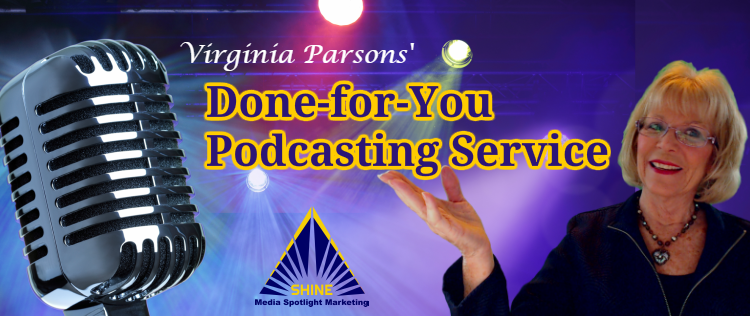 Virginia Parsons'
Done-for-You
Podcasting Service
SHINE
Media Spotlight Marketing